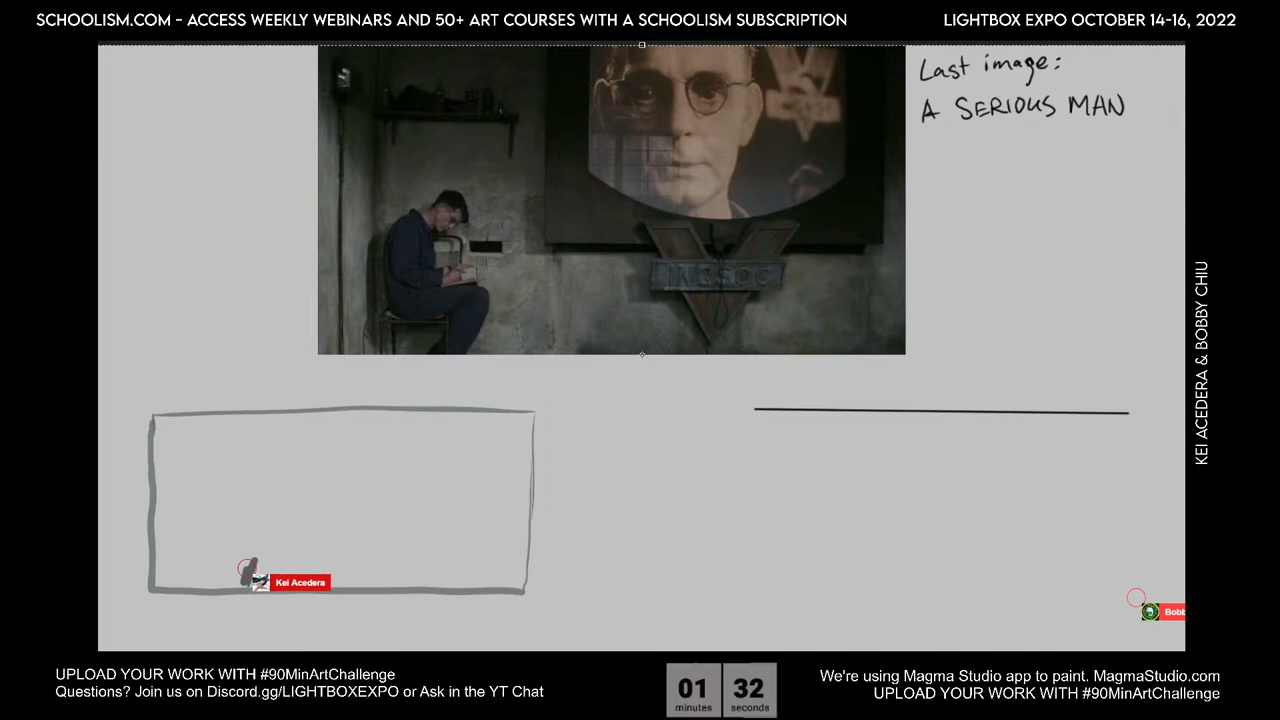 SCHOOLISM.COM – ACCESS WEEKLY WEBINARS AND 50+ ART COURSES WITH A SCHOOLISM SUBSCRIPTION
LIGHTBOX EXPO OCTOBER 14-16, 2022
Last image:
A SERIOUS MAN
INGSOC
KEI ACEDERA & BOBBY CHIU
Kei Acedera
Bobb
UPLOAD YOUR WORK WITH #90MinArtChallenge
Questions? Join us on Discord.gg/LIGHTBOXEXPO or Ask in the YT Chat
01
minutes
32
seconds
We're using Magma Studio app to paint. MagmaStudio.com
UPLOAD YOUR WORK WITH #90MinArtChallenge